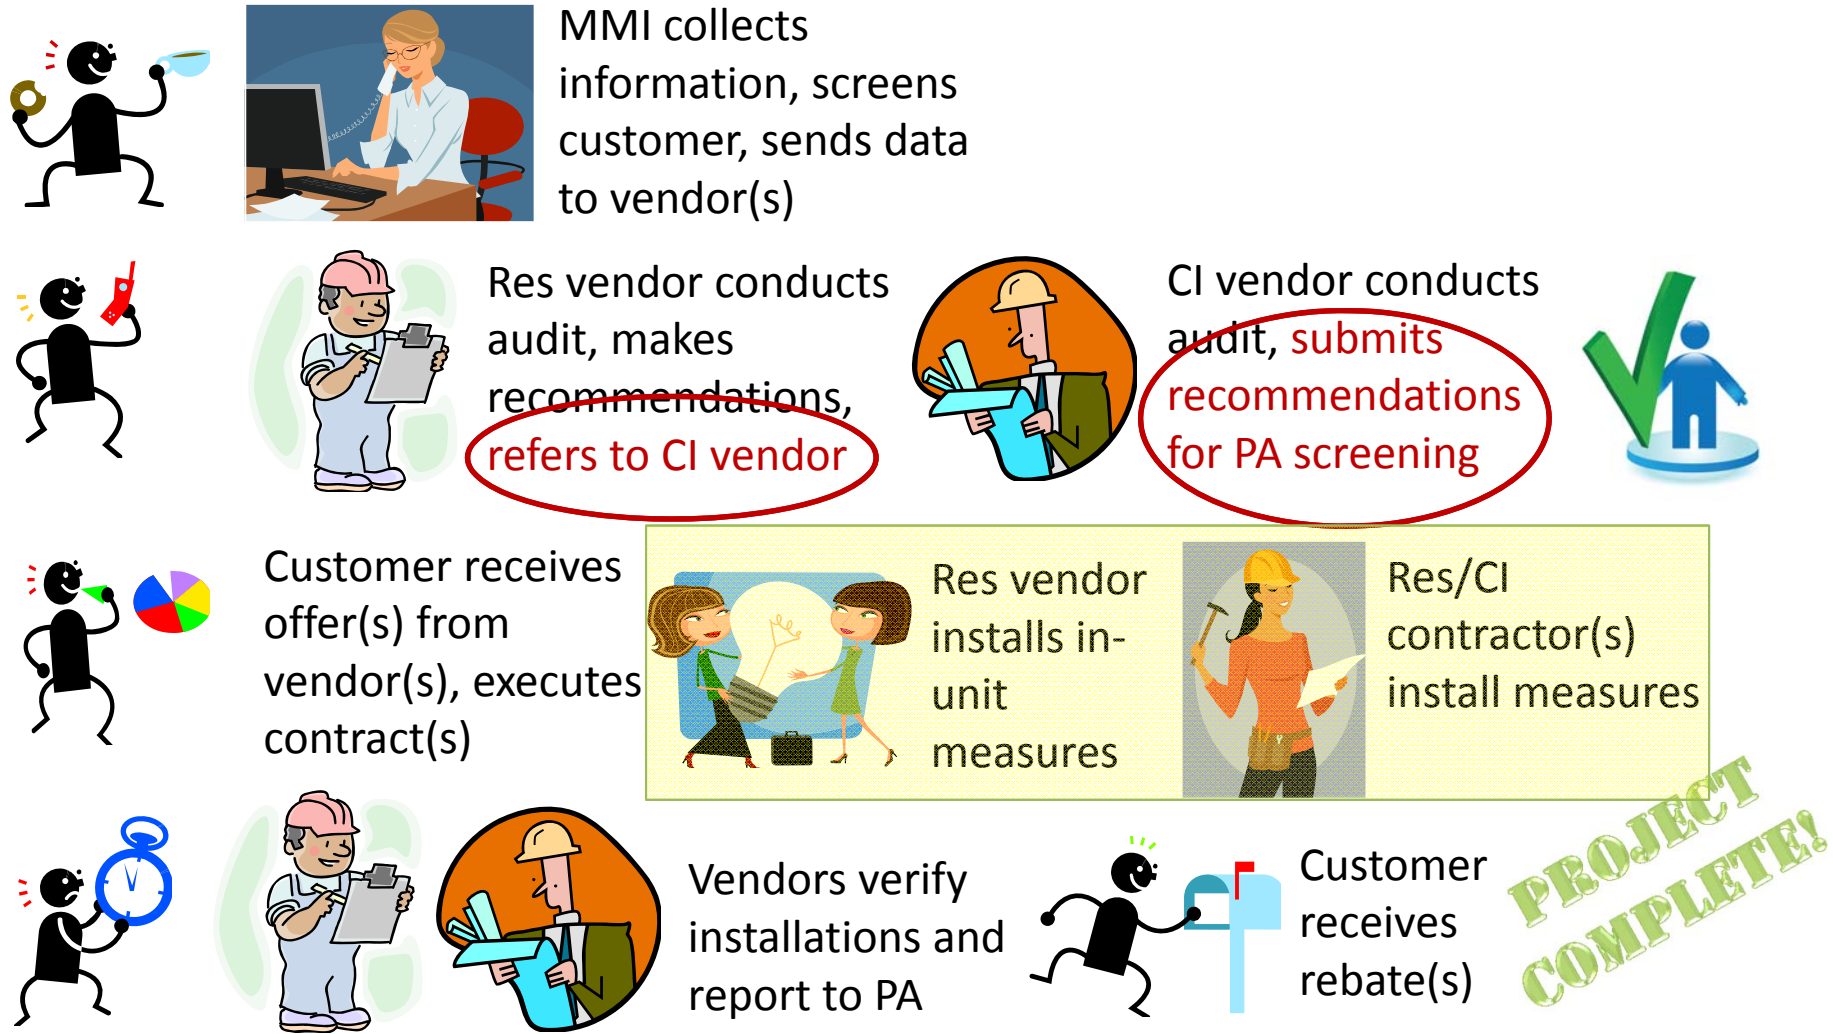 MMI collects
information, screens
customer, sends data
to vendor(s)
Res vendor conducts
audit, makes
recommendations,
refers to CI vendor
CI vendor conducts
audit, submits
recommendations
for PA screening
Customer receives
offer(s) from
vendor(s), executes
contract(s)
Res vendor
installs in-
unit
measures
Res/CI
contractor(s)
install measures
Vendors verify
installations and
report to PA
Customer
receives
rebate(s)
PROJECT
COMPLETE!